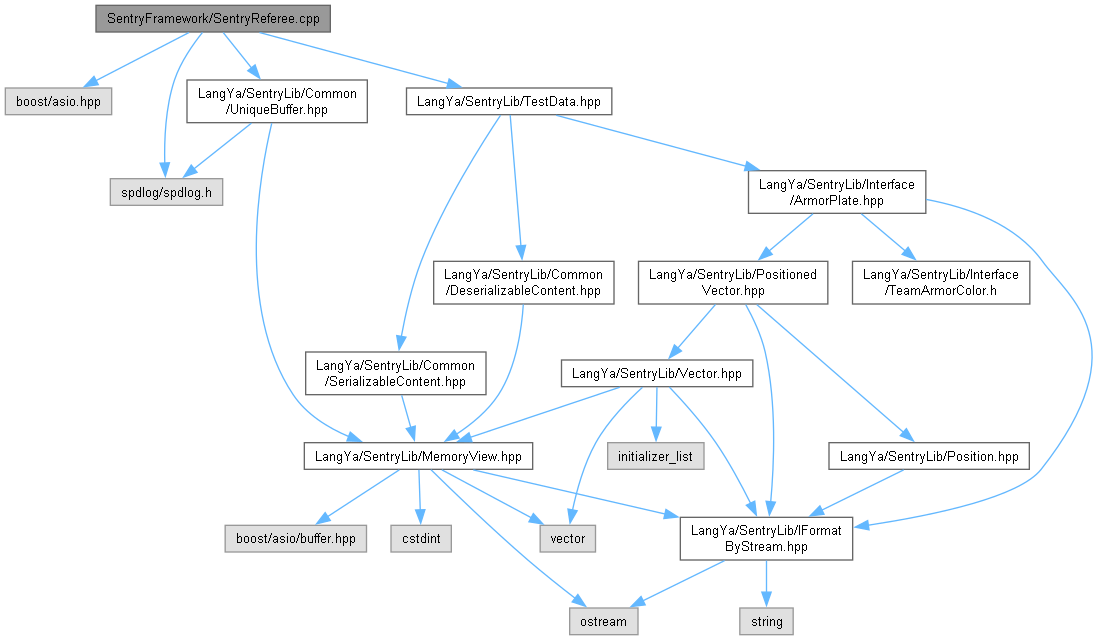 SentryFramework/SentryReferee.cpp
boost/asio.hpp
LangYa/SentryLib/Common
/UniqueBuffer.hpp
LangYa/SentryLib/TestData.hpp
spdlog/spdlog.h
LangYa/SentryLib/Interface
/ArmorPlate.hpp
LangYa/SentryLib/Common
/DeserializableContent.hpp
LangYa/SentryLib/Positioned
Vector.hpp
LangYa/SentryLib/Interface
/TeamArmorColor.h
LangYa/SentryLib/Common
/SerializableContent.hpp
LangYa/SentryLib/Vector.hpp
LangYa/SentryLib/MemoryView.hpp
initializer_list
LangYa/SentryLib/Position.hpp
boost/asio/buffer.hpp
cstdint
vector
LangYa/SentryLib/IFormat
ByStream.hpp
ostream
string